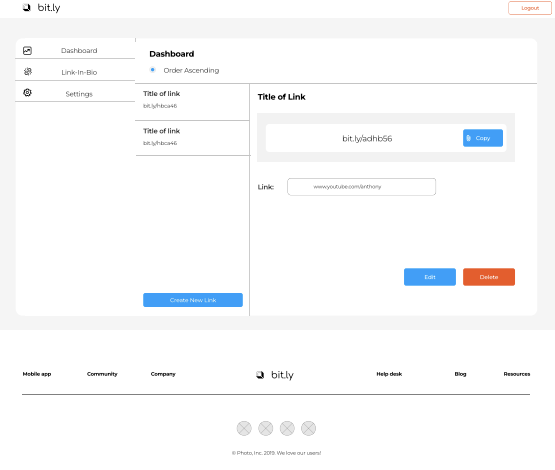 bit.ly
Logout
Dashboard
Link-In-Bio
Settings
Dashboard
Order Ascending
Title of link
bit.ly/hbca46
Title of link
bit.ly/hbca46
Create New Link
Title of Link
bit.ly/adhb56
Copy
Link:
www.youtube.com/anthony
Edit
Delete
Mobile app
Community
Company
bit.ly
Help desk
Blog
Resources
© Photo, Inc. 2019. We love our users!